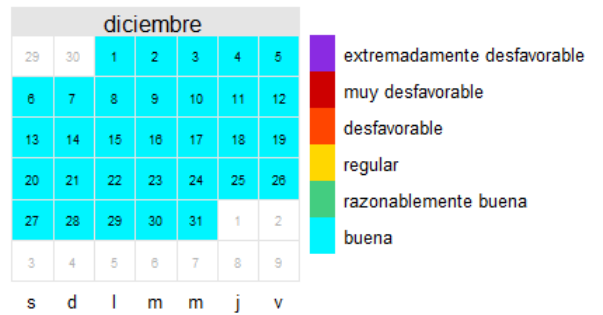 diciembre
29 30 1 2 3 4 5
6 7 8 9 10 11 12
13 14 15 16 17 18 19
20 21 22 23 24 25 26
27 28 29 30 31 1 2
3 4 5 6 7 8 9
s d l m m j v
extremadamente desfavorable
muy desfavorable
desfavorable
regular
razonablemente buena
buena